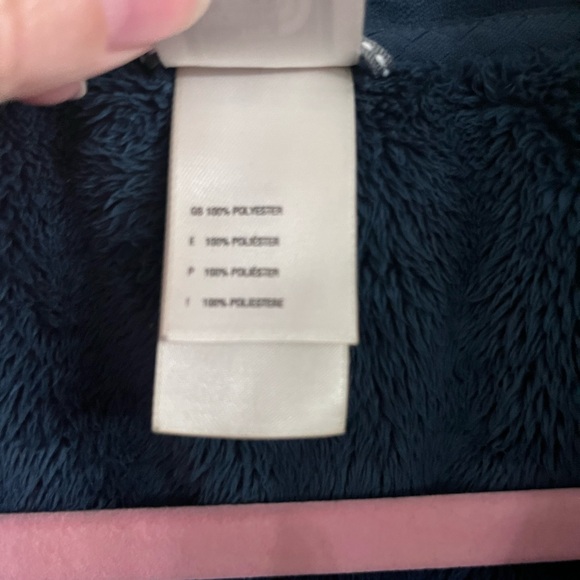 GB 100% POLYESTER
E 100% POLIÉSTER
P 100% POLIÉSTER
I 100% POLIESTERE